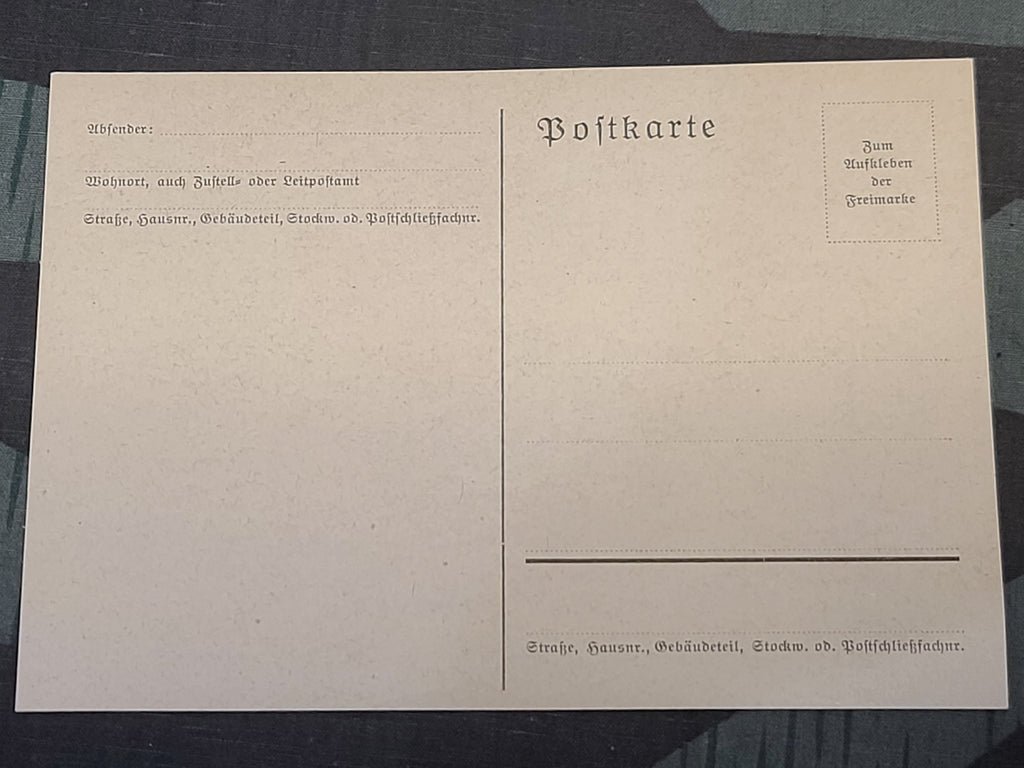 Abſender:
Wohnort, auch Zuſtell- oder Leitpoſtamt
Straße, Hausnr., Gebäudeteil, Stockw. od. Poſtſchließfachnr.
Poſtkarte
Zum
Aufkleben
der
Freimarke
Straße, Hausnr., Gebäudeteil, Stockw. od. Poſtſchließfachnr.